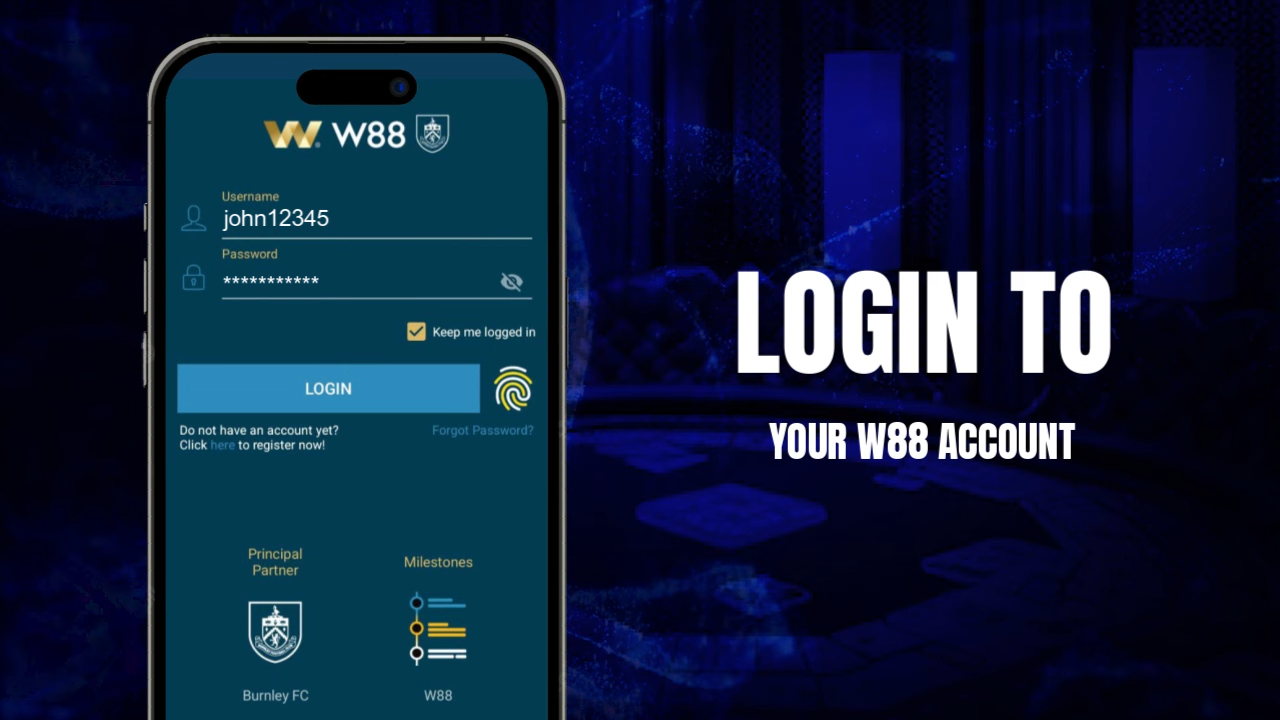 W88
Username
john12345
Password
***********
Keep me logged in
LOGIN
Do not have an account yet?
Click here to register now!
Forgot Password?
Principal
Partner
Milestones
Burnley FC
W88
LOGIN TO
YOUR W88 ACCOUNT